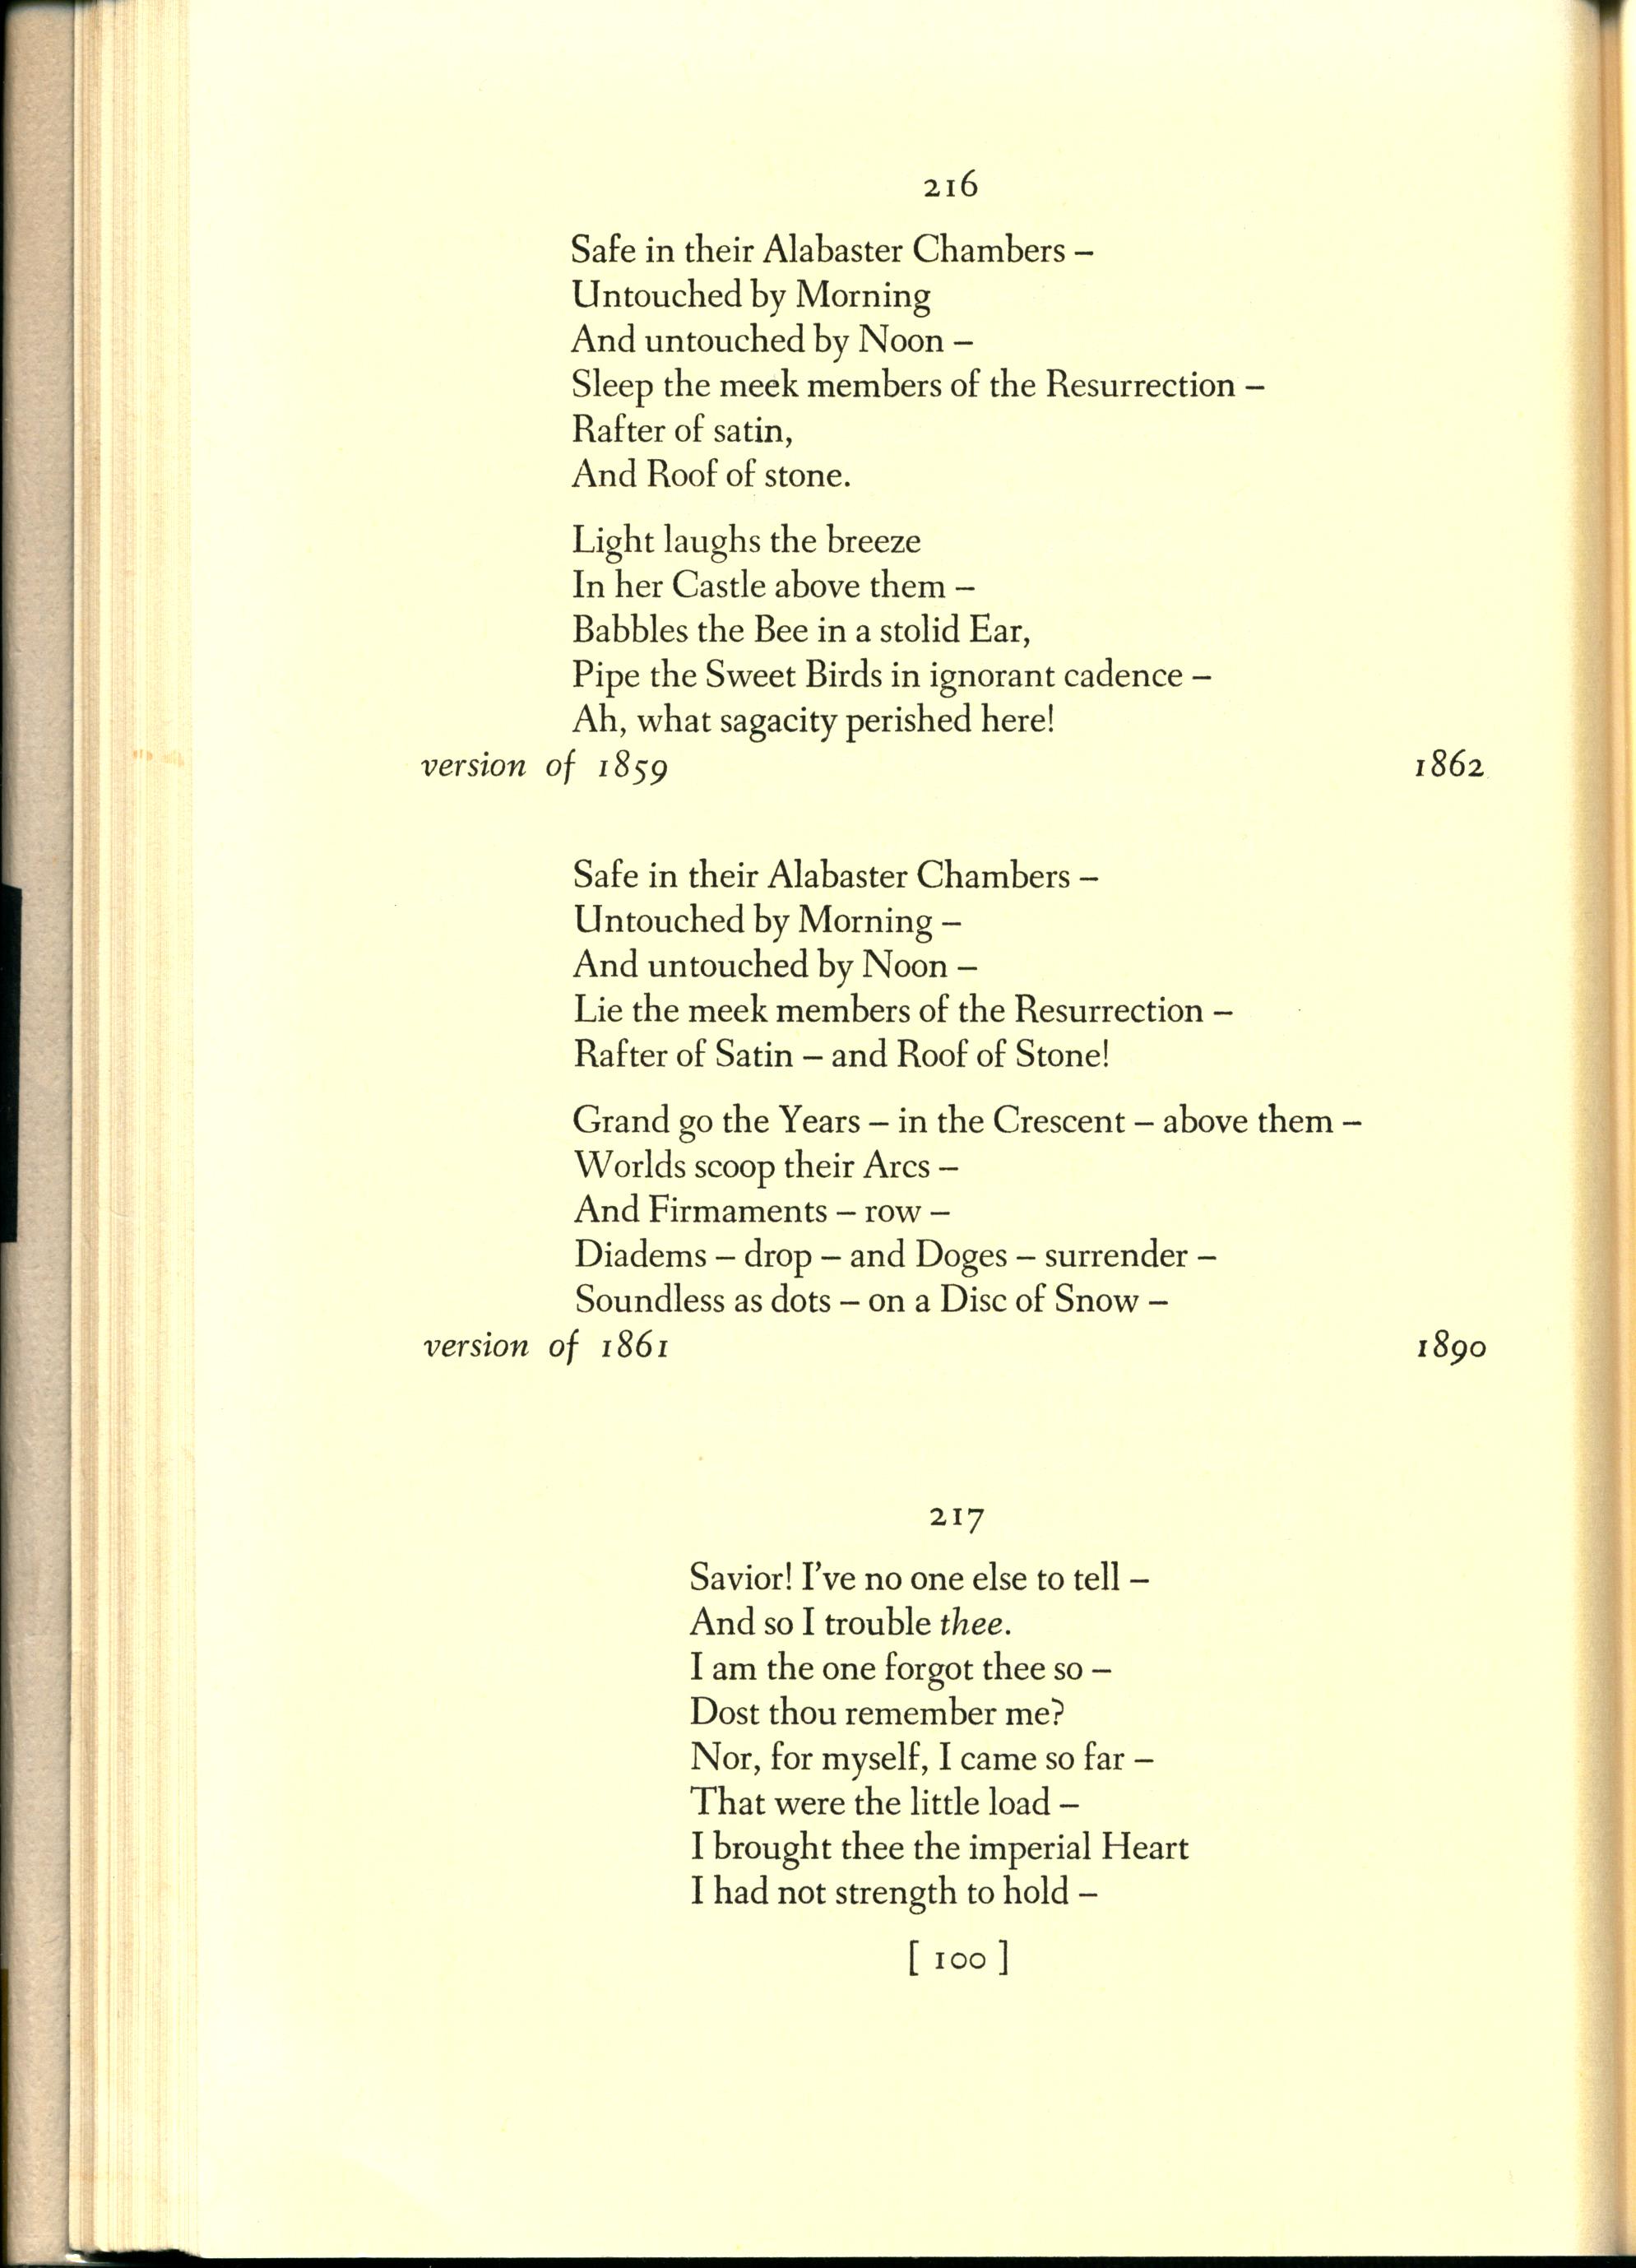 216
Safe in their Alabaster Chambers –
Untouched by Morning
And untouched by Noon –
Sleep the meek members of the Resurrection –
Rafter of satin,
And Roof of stone.
Light laughs the breeze
In her Castle above them –
Babbles the Bee in a stolid Ear,
Pipe the Sweet Birds in ignorant cadence –
Ah, what sagacity perished here!
version of 1859 1862
Safe in their Alabaster Chambers –
Untouched by Morning –
And untouched by Noon –
Lie the meek members of the Resurrection –
Rafter of Satin – and Roof of Stone!
Grand go the Years – in the Crescent – above them –
Worlds scoop their Arcs –
And Firmaments – row –
Diadems – drop – and Doges – surrender –
Soundless as dots – on a Disc of Snow –
version of 1861 1890
217
Savior! I've no one else to tell –
And so I trouble thee.
I am the one forgot thee so –
Dost thou remember me?
Nor, for myself, I came so far –
That were the little load –
I brought thee the imperial Heart
I had not strength to hold –
[ 100 ]